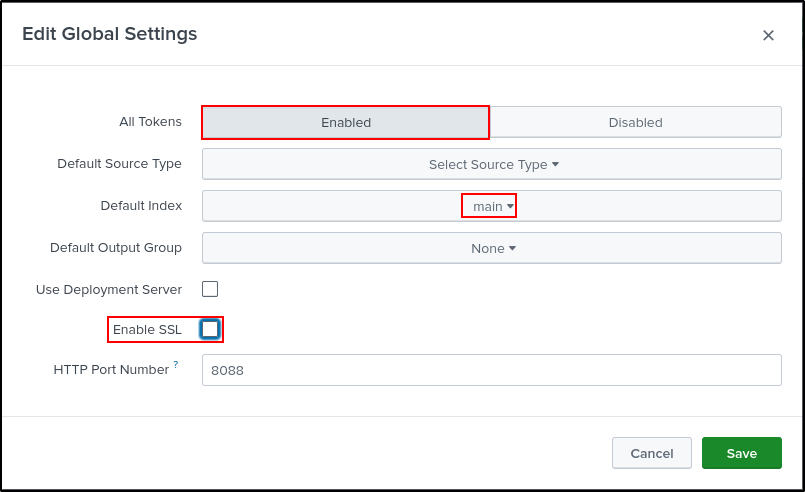 Edit Global Settings
All Tokens Enabled Disabled
Default Source Type Select Source Type
Default Index main
Default Output Group None
Use Deployment Server
Enable SSL
HTTP Port Number ? 8088
Cancel Save